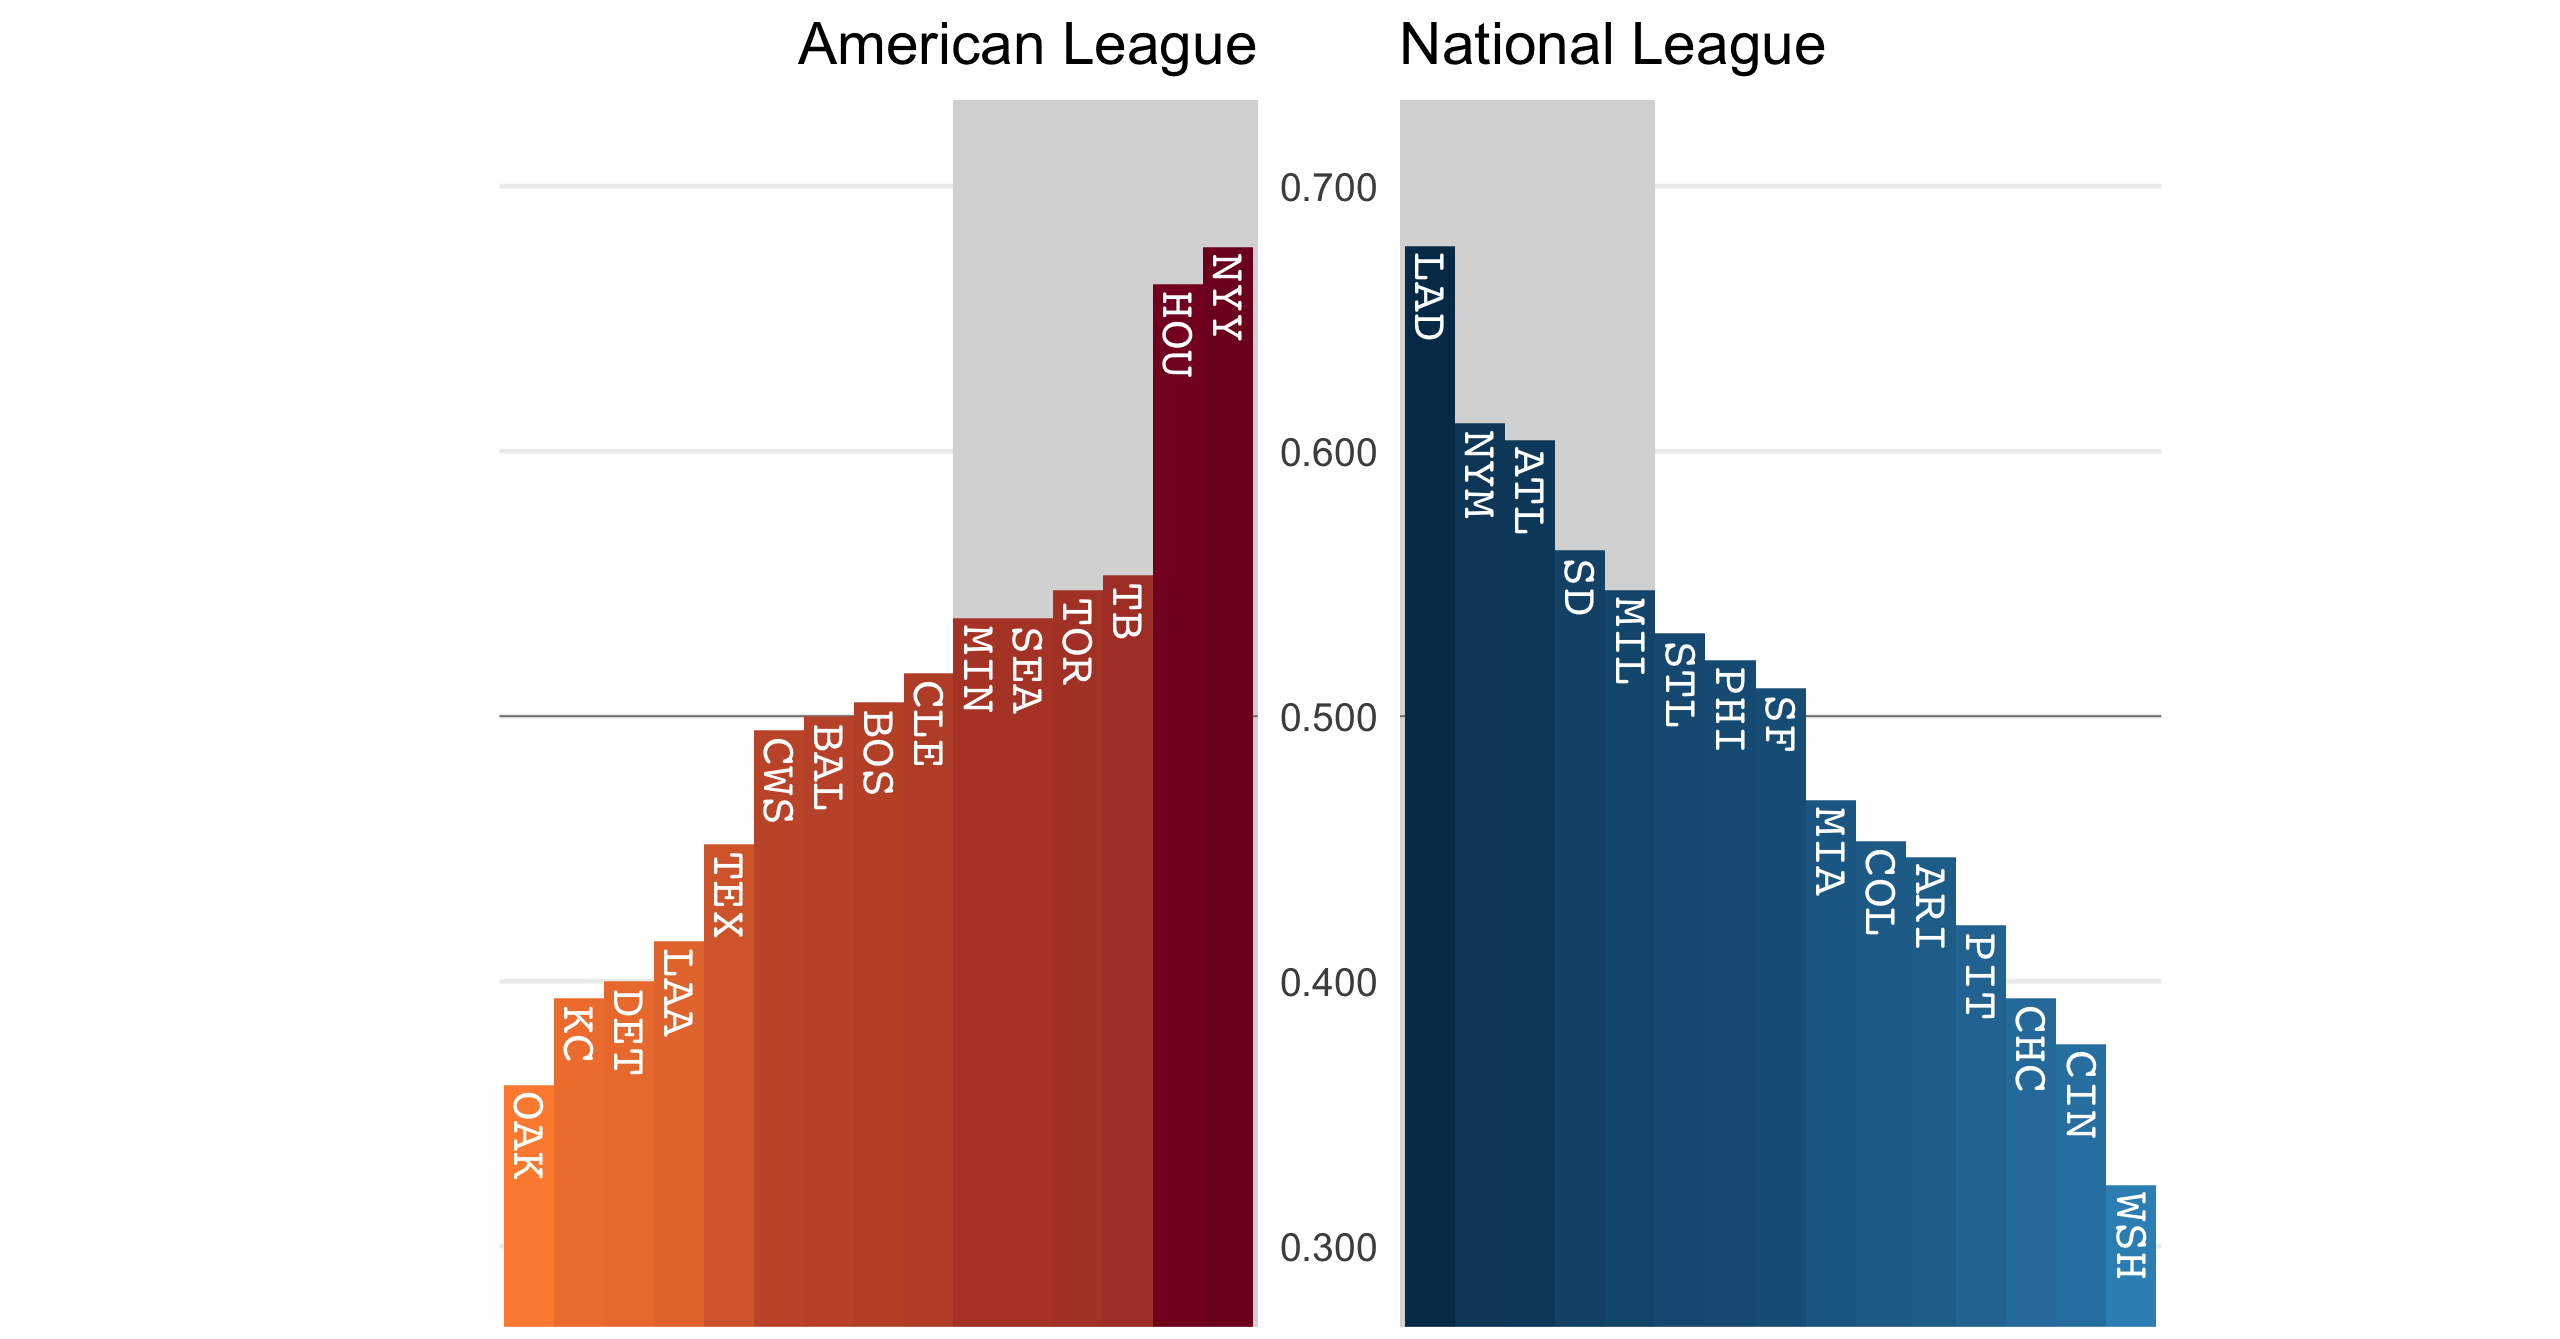 American League
National League
0.700
0.600
0.500
0.400
0.300
OAK
KC
DET
LAA
TEX
CWS
BAL
BOS
CLE
MIN
SEA
TOR
TB
HOU
NYY
LAD
NYM
ATL
SD
MIL
STL
PHI
SF
MIA
COL
ARI
PIT
CHC
CIN
WSH